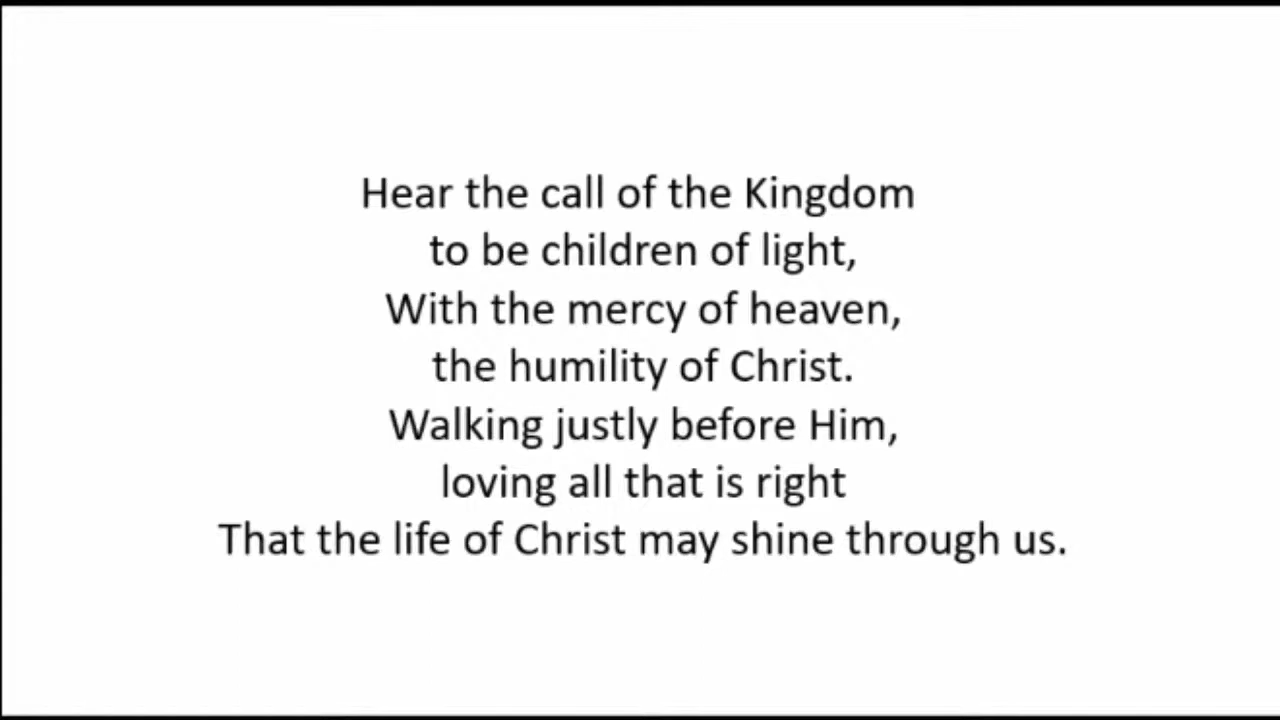 Hear the call of the Kingdom
to be children of light,
With the mercy of heaven,
the humility of Christ.
Walking justly before Him,
loving all that is right
That the life of Christ may shine through us.